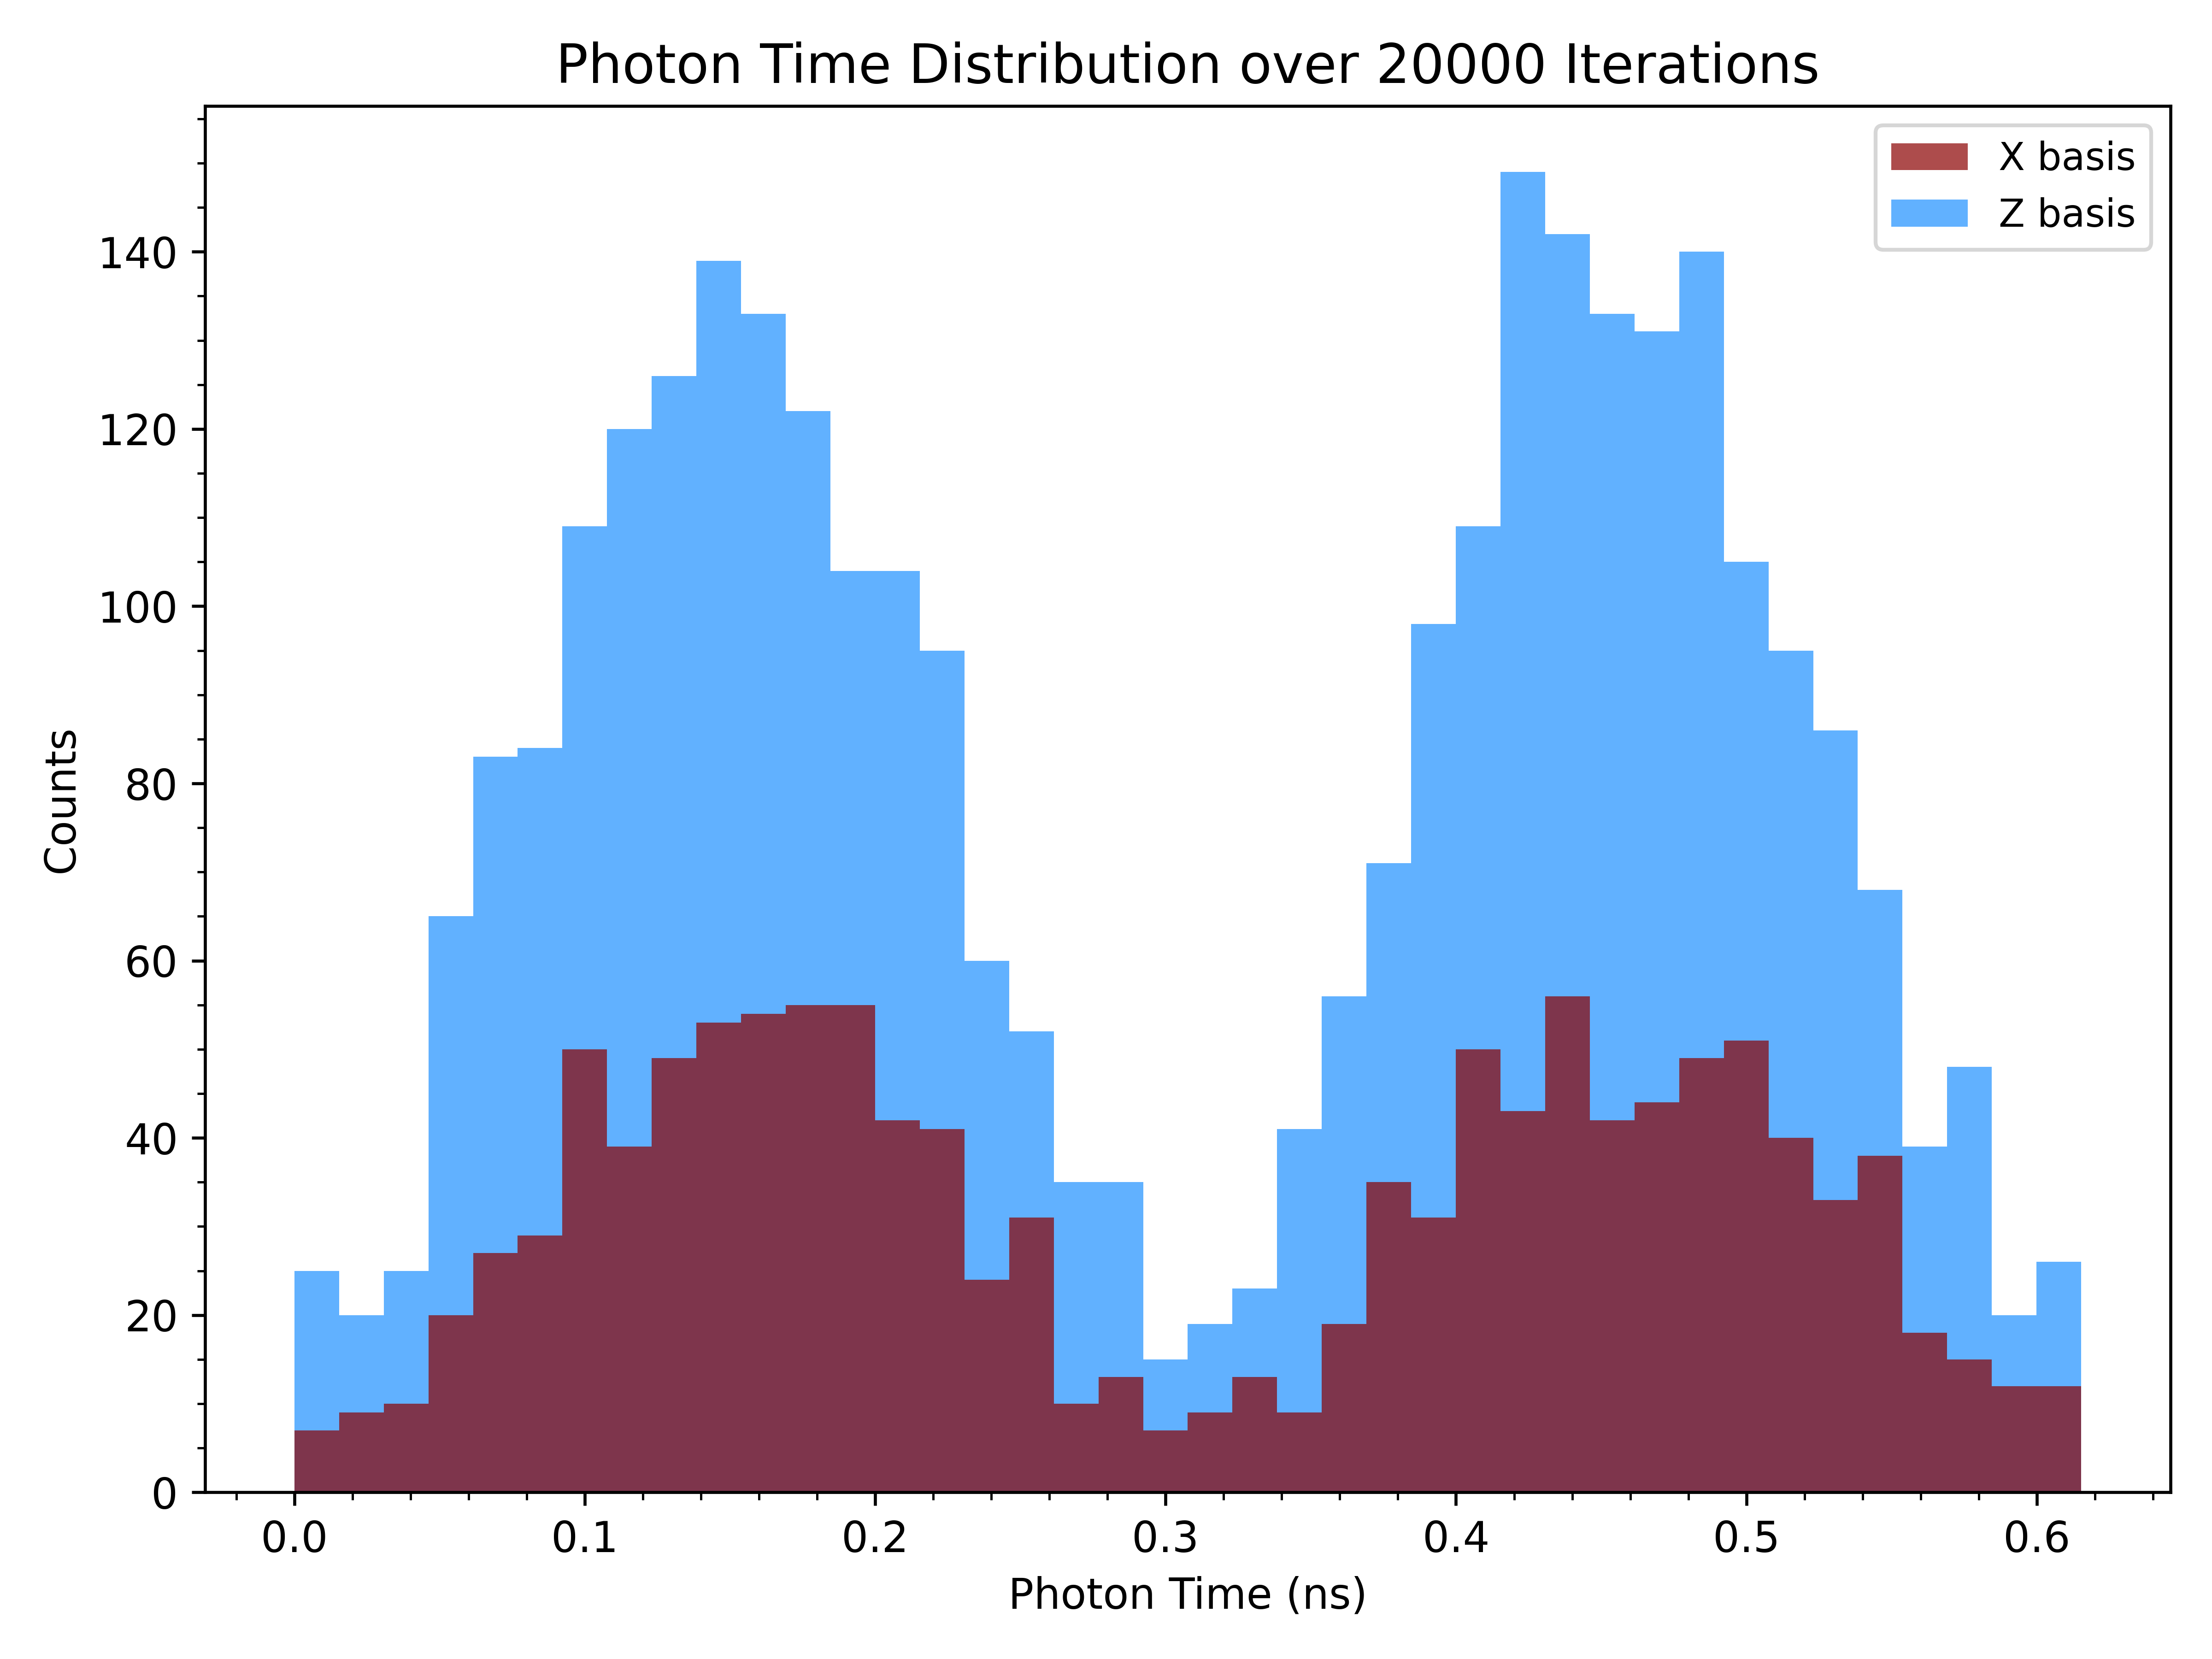 Photon Time Distribution over 20000 Iterations
X basis
Z basis
140
120
100
80
60
40
20
0
Counts
0.0 0.1 0.2 0.3 0.4 0.5 0.6
Photon Time (ns)